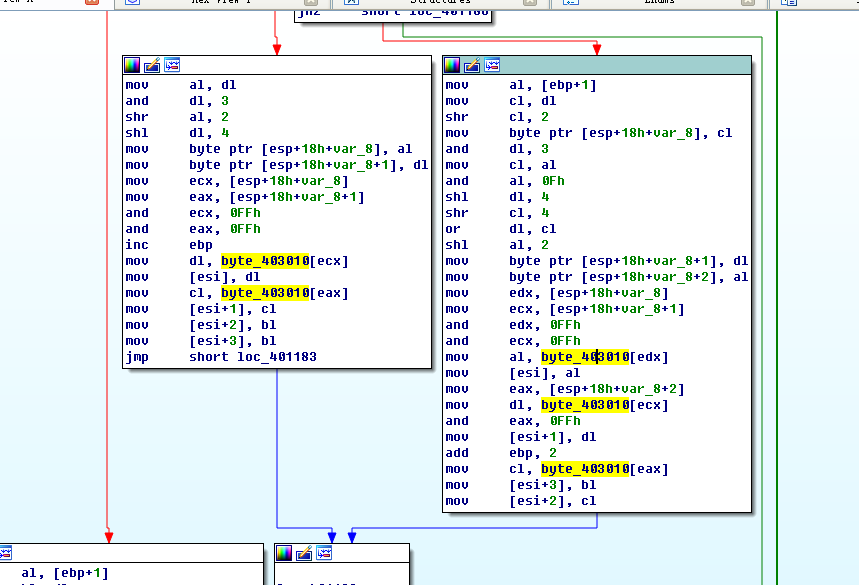 Hex View 1
Structures
Enums
jnz short loc_401108
mov al, dl
and dl, 3
shr al, 2
shl dl, 4
mov byte ptr [esp+18h+var_8], al
mov byte ptr [esp+18h+var_8+1], dl
mov ecx, [esp+18h+var_8]
mov eax, [esp+18h+var_8+1]
and ecx, 0FFh
and eax, 0FFh
inc ebp
mov dl, byte_403010[ecx]
mov [esi], dl
mov cl, byte_403010[eax]
mov [esi+1], cl
mov [esi+2], bl
mov [esi+3], bl
jmp short loc_401183
mov al, [ebp+1]
mov cl, dl
shr cl, 2
mov byte ptr [esp+18h+var_8], cl
and dl, 3
mov cl, al
and al, 0Fh
shl dl, 4
shr cl, 4
or dl, cl
shl al, 2
mov byte ptr [esp+18h+var_8+1], dl
mov byte ptr [esp+18h+var_8+2], al
mov edx, [esp+18h+var_8]
mov ecx, [esp+18h+var_8+1]
and edx, 0FFh
and ecx, 0FFh
mov al, byte_403010[edx]
mov [esi], al
mov eax, [esp+18h+var_8+2]
mov dl, byte_403010[ecx]
and eax, 0FFh
mov [esi+1], dl
add ebp, 2
mov cl, byte_403010[eax]
mov [esi+3], bl
mov [esi+2], cl
al, [ebp+1]